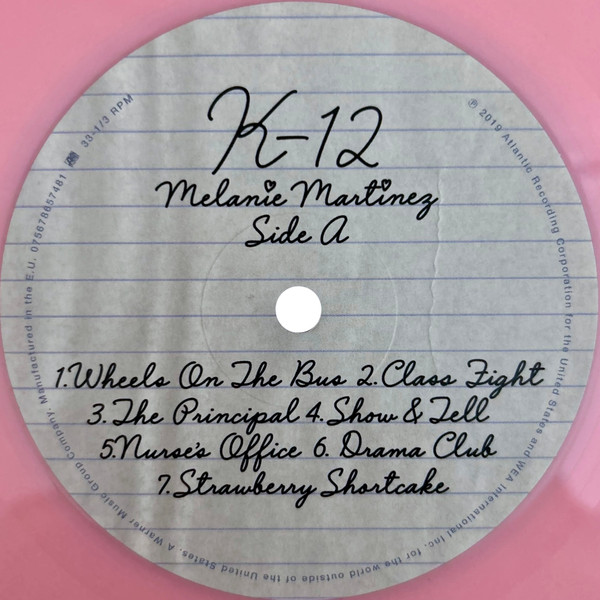 K-12
Melanie Martinez
Side A
1.Wheels On The Bus 2.Class Fight
3.The Principal 4.Show & Tell
5.Nurse's Office 6. Drama Club
7.Strawberry Shortcake
℗ 2019 Atlantic Recording Corporation for the United States and WEA International Inc. for the world outside of the United States. A Warner Music Group Company. Manufactured in the E.U. 075678657481
33-1/3 RPM